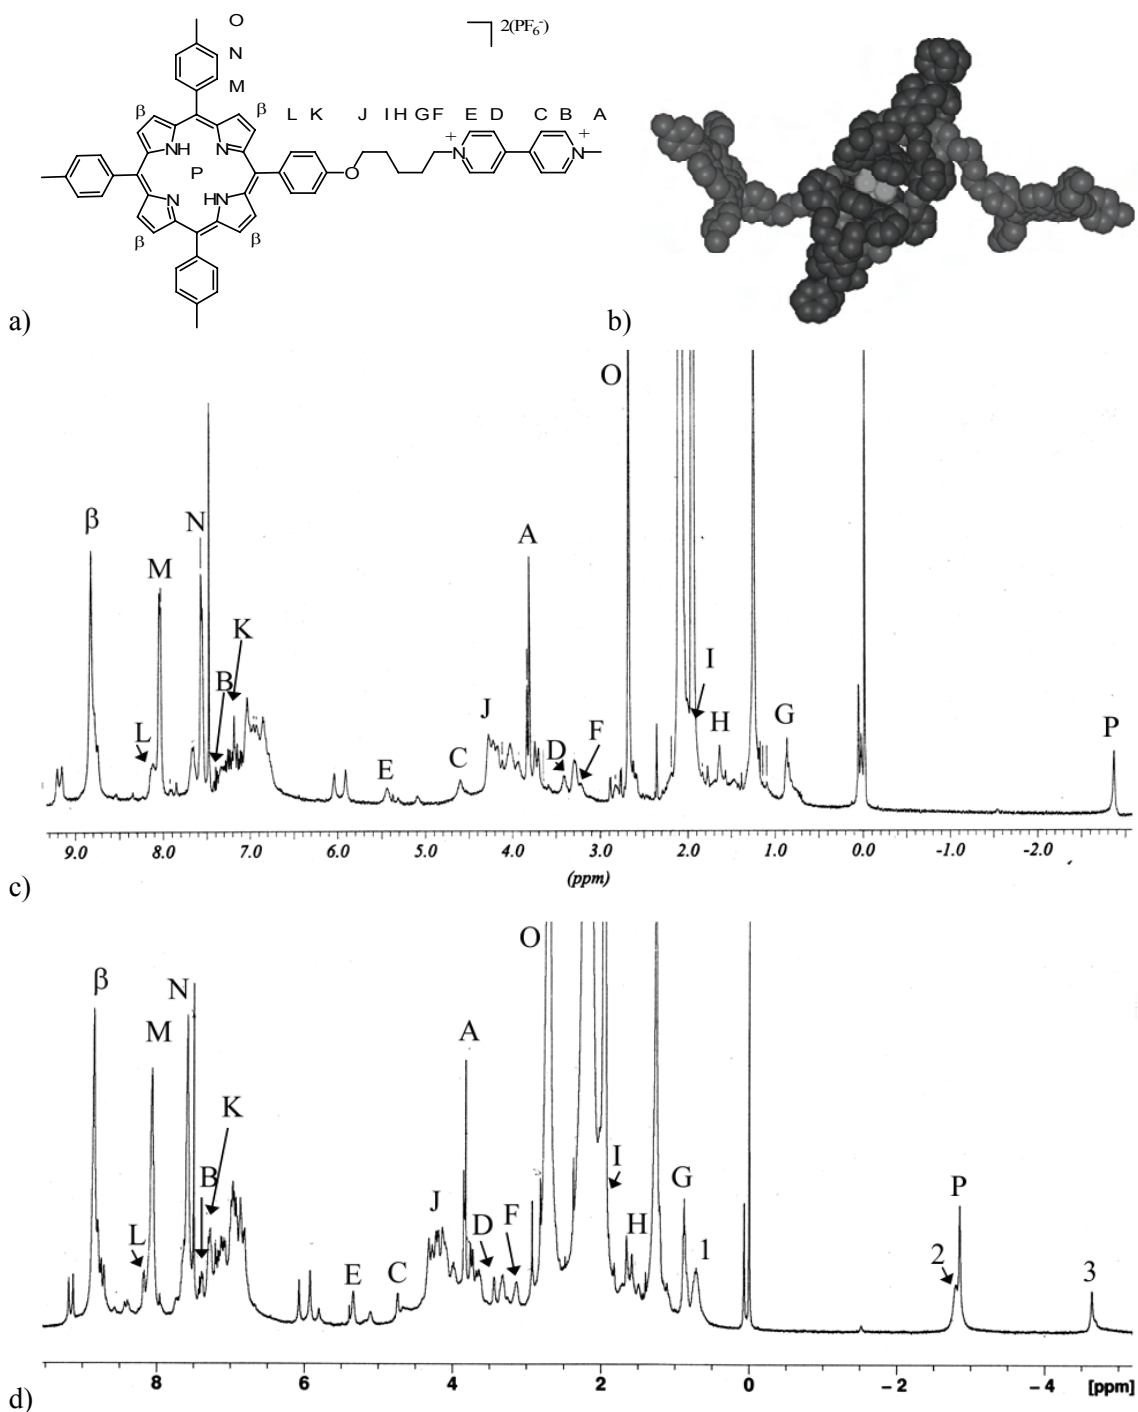 O
2(PF6-)
N
M
β β L K J I H G F E D C B A
+ +
NH N
P
O N N
N HN
β β
a) b)
O
β
N
A
M
K
I
B
J H G
L F P
D
E C
9.0 8.0 7.0 6.0 5.0 4.0 3.0 2.0 1.0 0.0 -1.0 -2.0
(ppm)
c)
O
β N
M A
K
I
B G
J P
L D F H
1 2
E C 3
8 6 4 2 0 -2 -4 [ppm]
d)